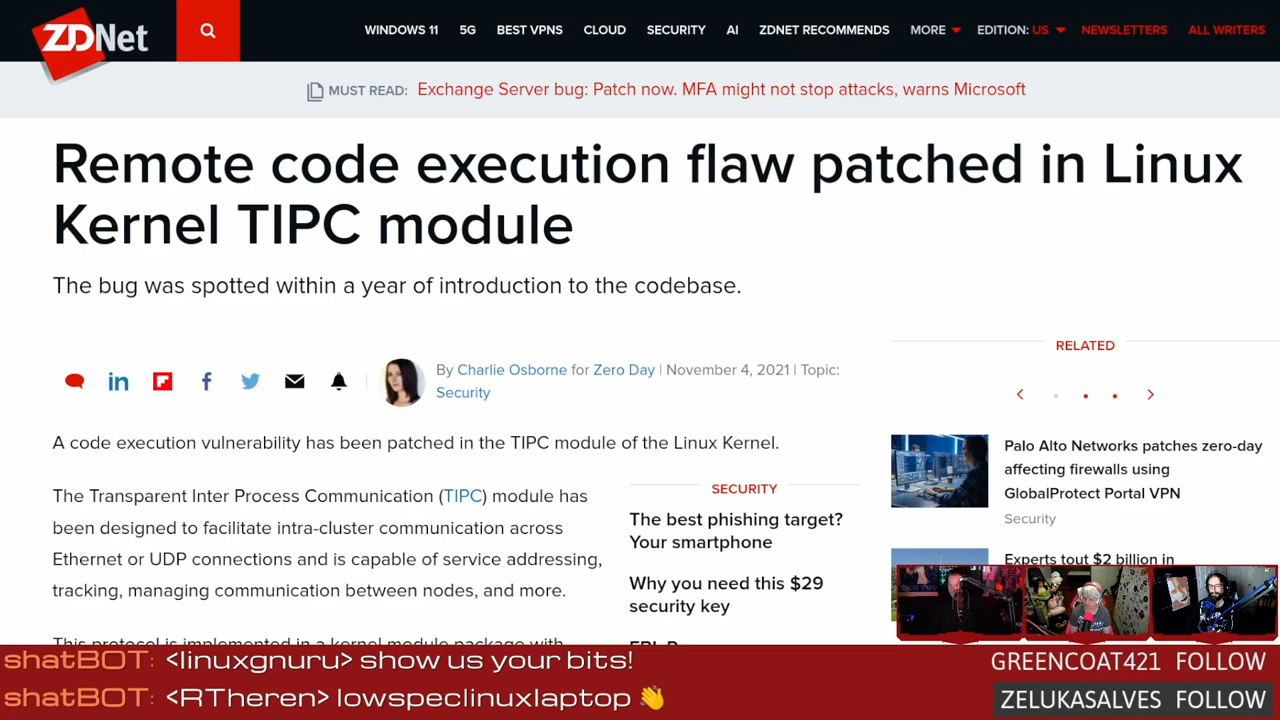 ZDNet
WINDOWS 11 5G BEST VPNS CLOUD SECURITY AI ZDNET RECOMMENDS MORE EDITION: US NEWSLETTERS ALL WRITERS
MUST READ: Exchange Server bug: Patch now. MFA might not stop attacks, warns Microsoft
Remote code execution flaw patched in Linux
Kernel TIPC module
The bug was spotted within a year of introduction to the codebase.
By Charlie Osborne for Zero Day | November 4, 2021 | Topic:
Security
A code execution vulnerability has been patched in the TIPC module of the Linux Kernel.
The Transparent Inter Process Communication (TIPC) module has
been designed to facilitate intra-cluster communication across
Ethernet or UDP connections and is capable of service addressing,
tracking, managing communication between nodes, and more.
This protocol is implemented in a kernel module package with
SECURITY
The best phishing target?
Your smartphone
Why you need this $29
security key
RELATED
Palo Alto Networks patches zero-day
affecting firewalls using
GlobalProtect Portal VPN
Security
Experts tout $2 billion in
shatBOT: <linuxgnuru> show us your bits!
shatBOT: <RTheren> lowspeclinuxlaptop 👋
GREENCOAT421 FOLLOW
ZELUKASALVES FOLLOW